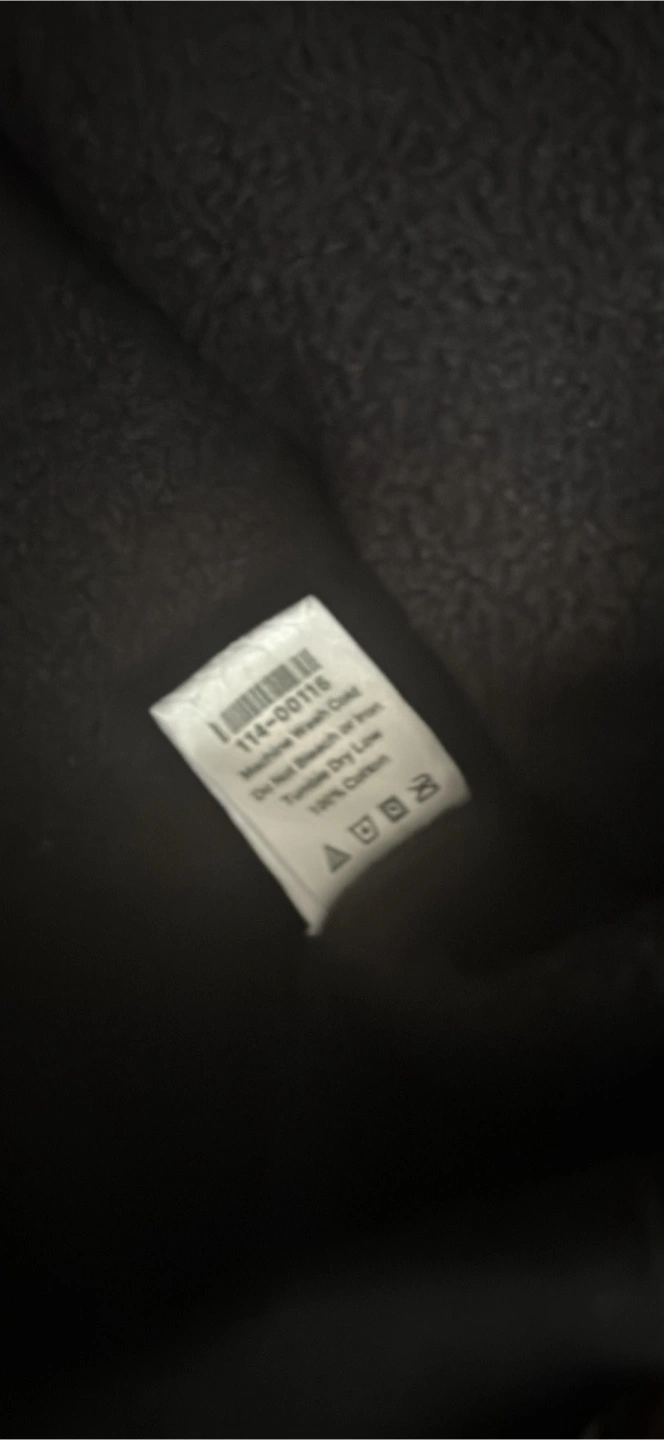 114-00116
Machine Wash Cold
Do Not Bleach or Iron
Tumble Dry Low
100% Cotton